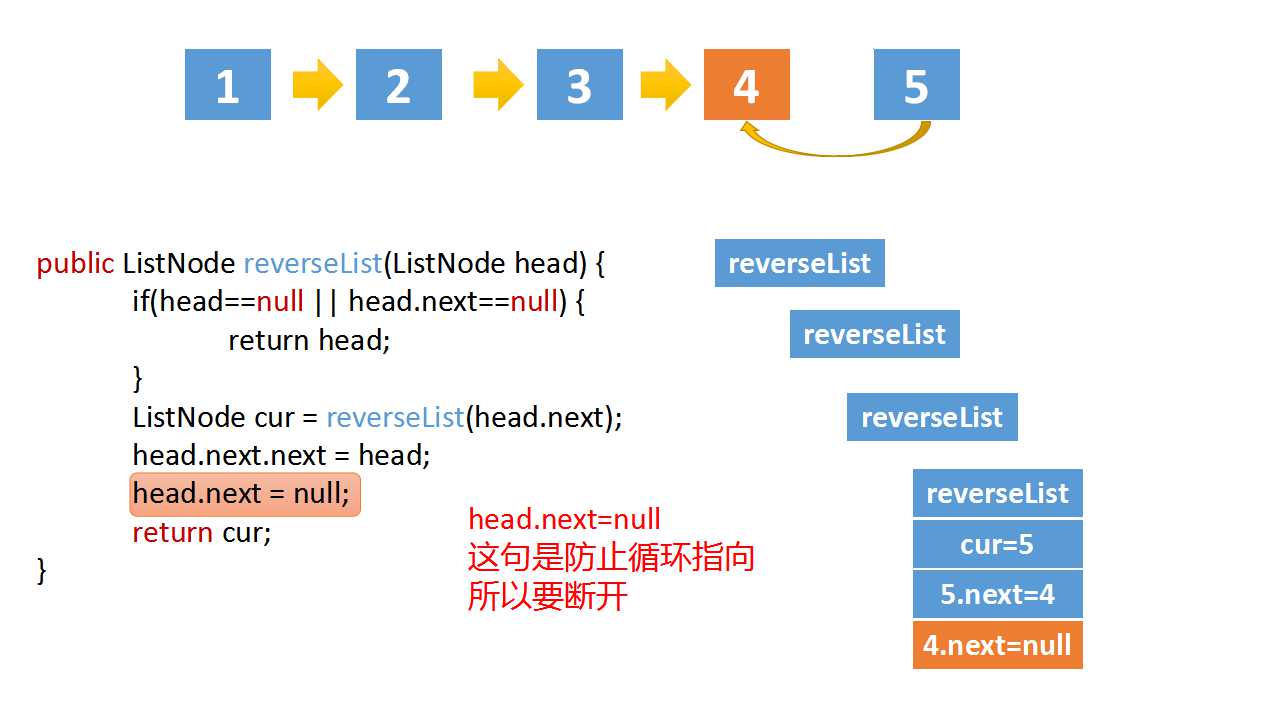 1 2 3 4 5
public ListNode reverseList(ListNode head) {
if(head==null || head.next==null) {
return head;
}
ListNode cur = reverseList(head.next);
head.next.next = head;
head.next = null;
return cur;
}
head.next=null
这句是防止循环指向
所以要断开
reverseList
reverseList
reverseList
reverseList
cur=5
5.next=4
4.next=null